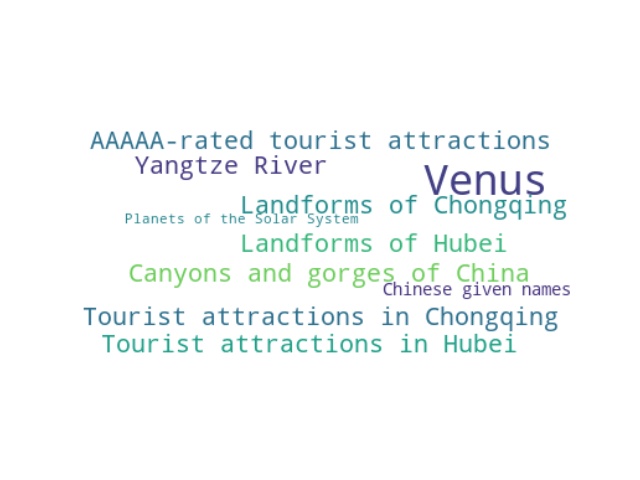 AAAAA-rated tourist attractions
Yangtze River
Venus
Landforms of Chongqing
Planets of the Solar System
Landforms of Hubei
Canyons and gorges of China
Chinese given names
Tourist attractions in Chongqing
Tourist attractions in Hubei